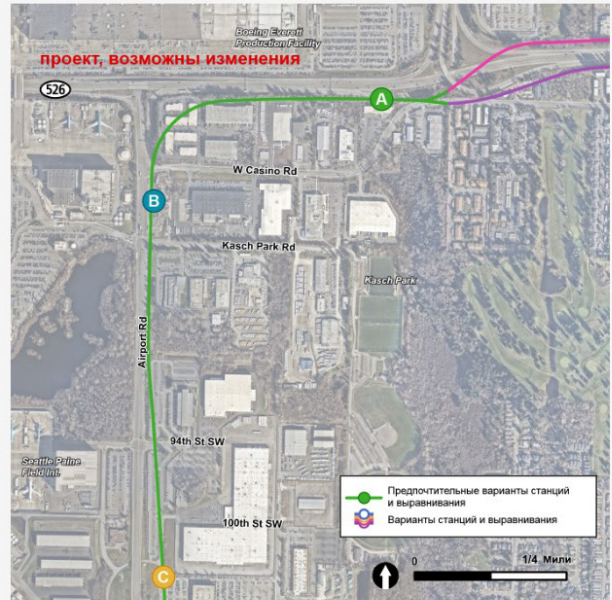 Boeing Everett
Production Facility
проект, возможны изменения
526
A
W Casino Rd
B
Kasch Park Rd
Kasch Park
Airport Rd
94th St SW
Seattle Paine
Field Int.
Предпочтительные варианты станций
и выравнивания
Варианты станций и выравнивания
100th St SW
0
1/4 Мили
C